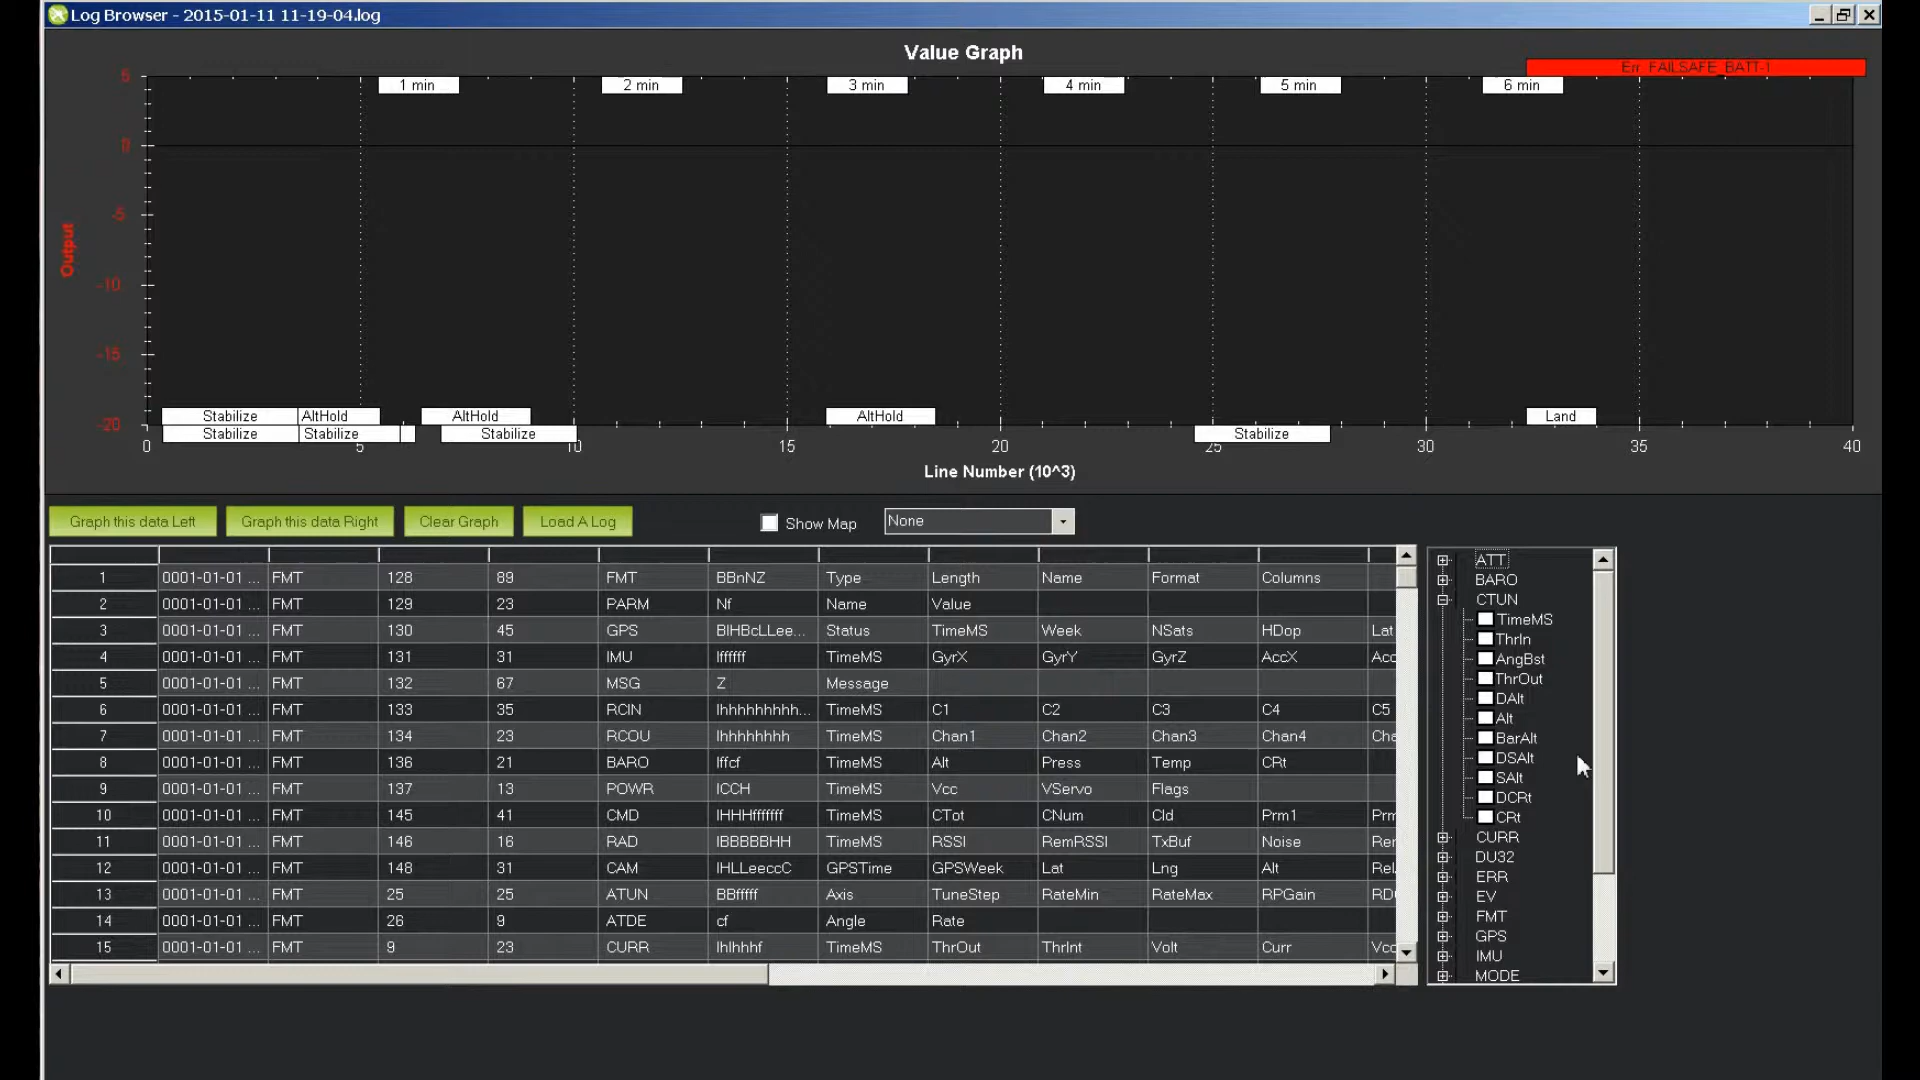 Log Browser - 2015-01-11 11-19-04.log
Value Graph
Err: FAILSAFE_BATT-1
1 min 2 min 3 min 4 min 5 min 6 min
5
0
-5
-10
-15
-20
Output
Stabilize AltHold AltHold AltHold Land
Stabilize Stabilize Stabilize Stabilize
0 5 10 15 20 25 30 35 40
Line Number (10^3)
Graph this data Left Graph this data Right Clear Graph Load A Log Show Map None
1 0001-01-01 ... FMT 128 89 FMT BBnNZ Type Length Name Format Columns
2 0001-01-01 ... FMT 129 23 PARM Nf Name Value
3 0001-01-01 ... FMT 130 45 GPS BIHBcLLee... Status TimeMS Week NSats HDop Lat
4 0001-01-01 ... FMT 131 31 IMU Iffffff TimeMS GyrX GyrY GyrZ AccX Acc
5 0001-01-01 ... FMT 132 67 MSG Z Message
6 0001-01-01 ... FMT 133 35 RCIN Ihhhhhhhhh... TimeMS C1 C2 C3 C4 C5
7 0001-01-01 ... FMT 134 23 RCOU Ihhhhhhhh TimeMS Chan1 Chan2 Chan3 Chan4 Cha
8 0001-01-01 ... FMT 136 21 BARO Iffcf TimeMS Alt Press Temp CRt
9 0001-01-01 ... FMT 137 13 POWR ICCH TimeMS Vcc VServo Flags
10 0001-01-01 ... FMT 145 41 CMD IHHHfffffff TimeMS CTot CNum CId Prm1 Prm
11 0001-01-01 ... FMT 146 16 RAD IBBBBBHH TimeMS RSSI RemRSSI TxBuf Noise Rer
12 0001-01-01 ... FMT 148 31 CAM IHLLeeccC GPSTime GPSWeek Lat Lng Alt Rel
13 0001-01-01 ... FMT 25 25 ATUN BBfffff Axis TuneStep RateMin RateMax RPGain RD
14 0001-01-01 ... FMT 26 9 ATDE cf Angle Rate
15 0001-01-01 ... FMT 9 23 CURR IhIhhhf TimeMS ThrOut ThrInt Volt Curr Vcc
ATT
BARO
CTUN
TimeMS
ThrIn
AngBst
ThrOut
DAlt
Alt
BarAlt
DSAlt
SAlt
DCRt
CRt
CURR
DU32
ERR
EV
FMT
GPS
IMU
MODE